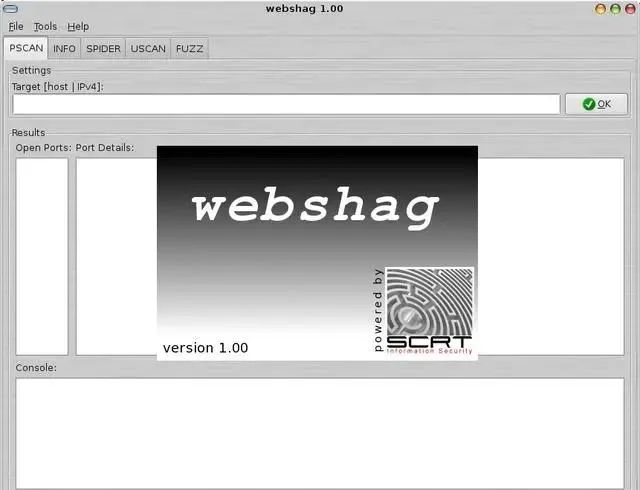 webshag 1.00
File Tools Help
PSCAN INFO SPIDER USCAN FUZZ
Settings
Target [host | IPv4]:
OK
Results
Open Ports: Port Details:
webshag
powered by
SCRT
Information Security
version 1.00
Console: